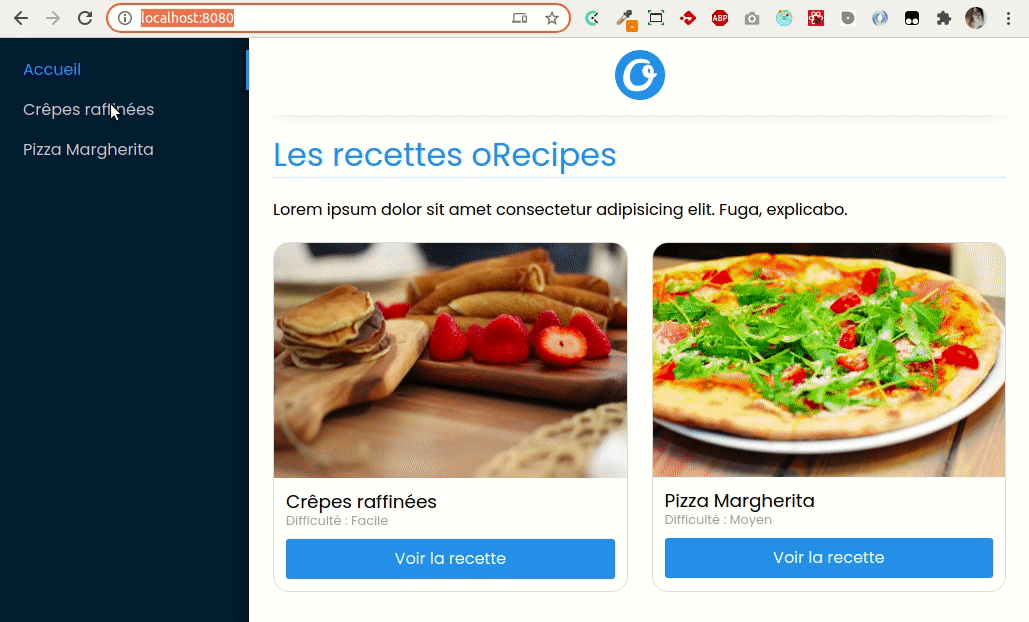 localhost:8080
ABP
Accueil
Crêpes raffinées
Pizza Margherita
Les recettes oRecipes
Lorem ipsum dolor sit amet consectetur adipisicing elit. Fuga, explicabo.
Crêpes raffinées
Difficulté : Facile
Voir la recette
Pizza Margherita
Difficulté : Moyen
Voir la recette